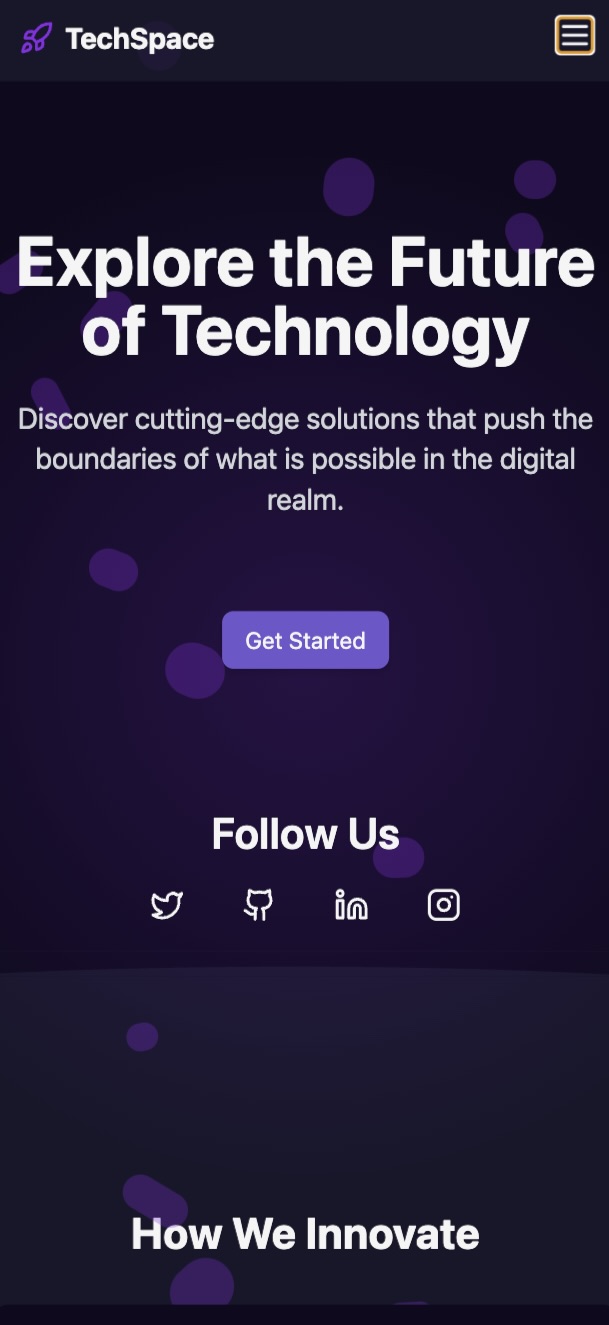 TechSpace
Explore the Future
of Technology
Discover cutting-edge solutions that push the
boundaries of what is possible in the digital
realm.
Get Started
Follow Us
How We Innovate